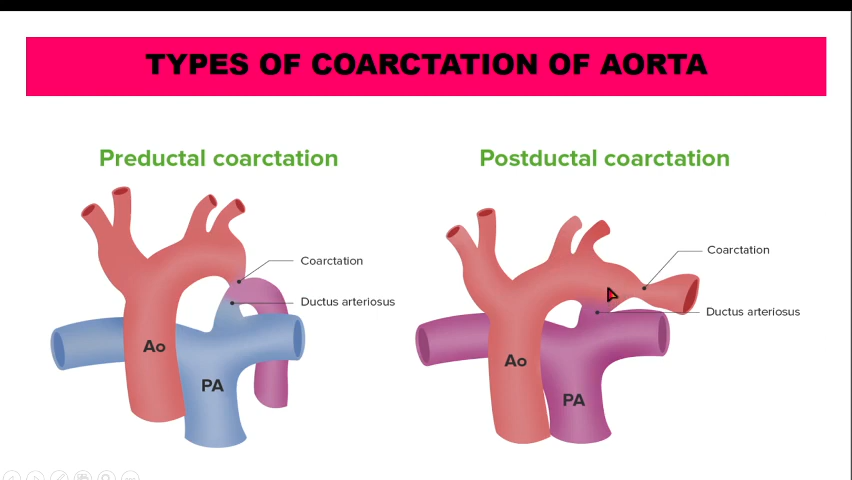 TYPES OF COARCTATION OF AORTA
Preductal coarctation
Coarctation
Ductus arteriosus
Ao
PA
Postductal coarctation
Coarctation
Ductus arteriosus
Ao
PA